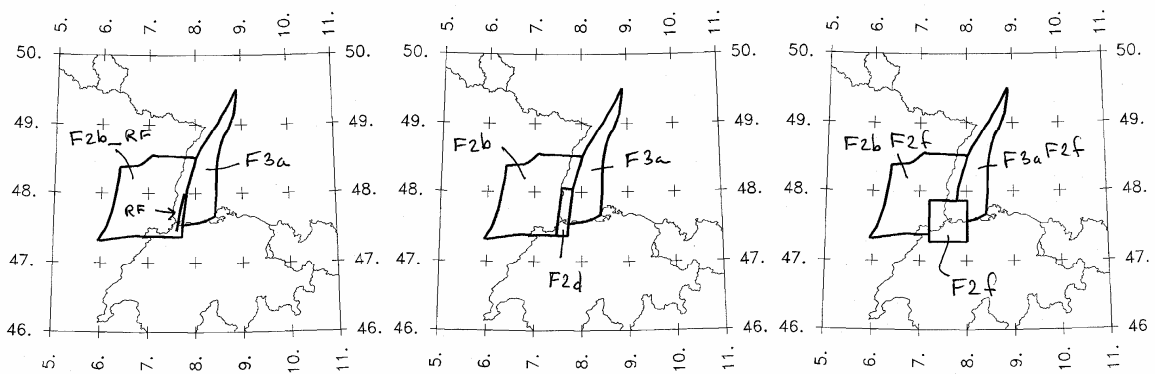 5. 6. 7. 8. 9. 10. 11.
50. 50.
49. 49.
F2b_RF
F3a
48. 48.
RF
47. 47.
46. 46.
5. 6. 7. 8. 9. 10. 11.
5. 6. 7. 8. 9. 10. 11.
50. 50.
49. 49.
F2b
F3a
48. 48.
F2d
47. 47.
46. 46.
5. 6. 7. 8. 9. 10. 11.
5. 6. 7. 8. 9. 10. 11.
50. 50.
49. 49.
F2b F2f
F3a F2f
48. 48.
47. 47.
F2f
46. 46
5. 6. 7. 8. 9. 10. 11.